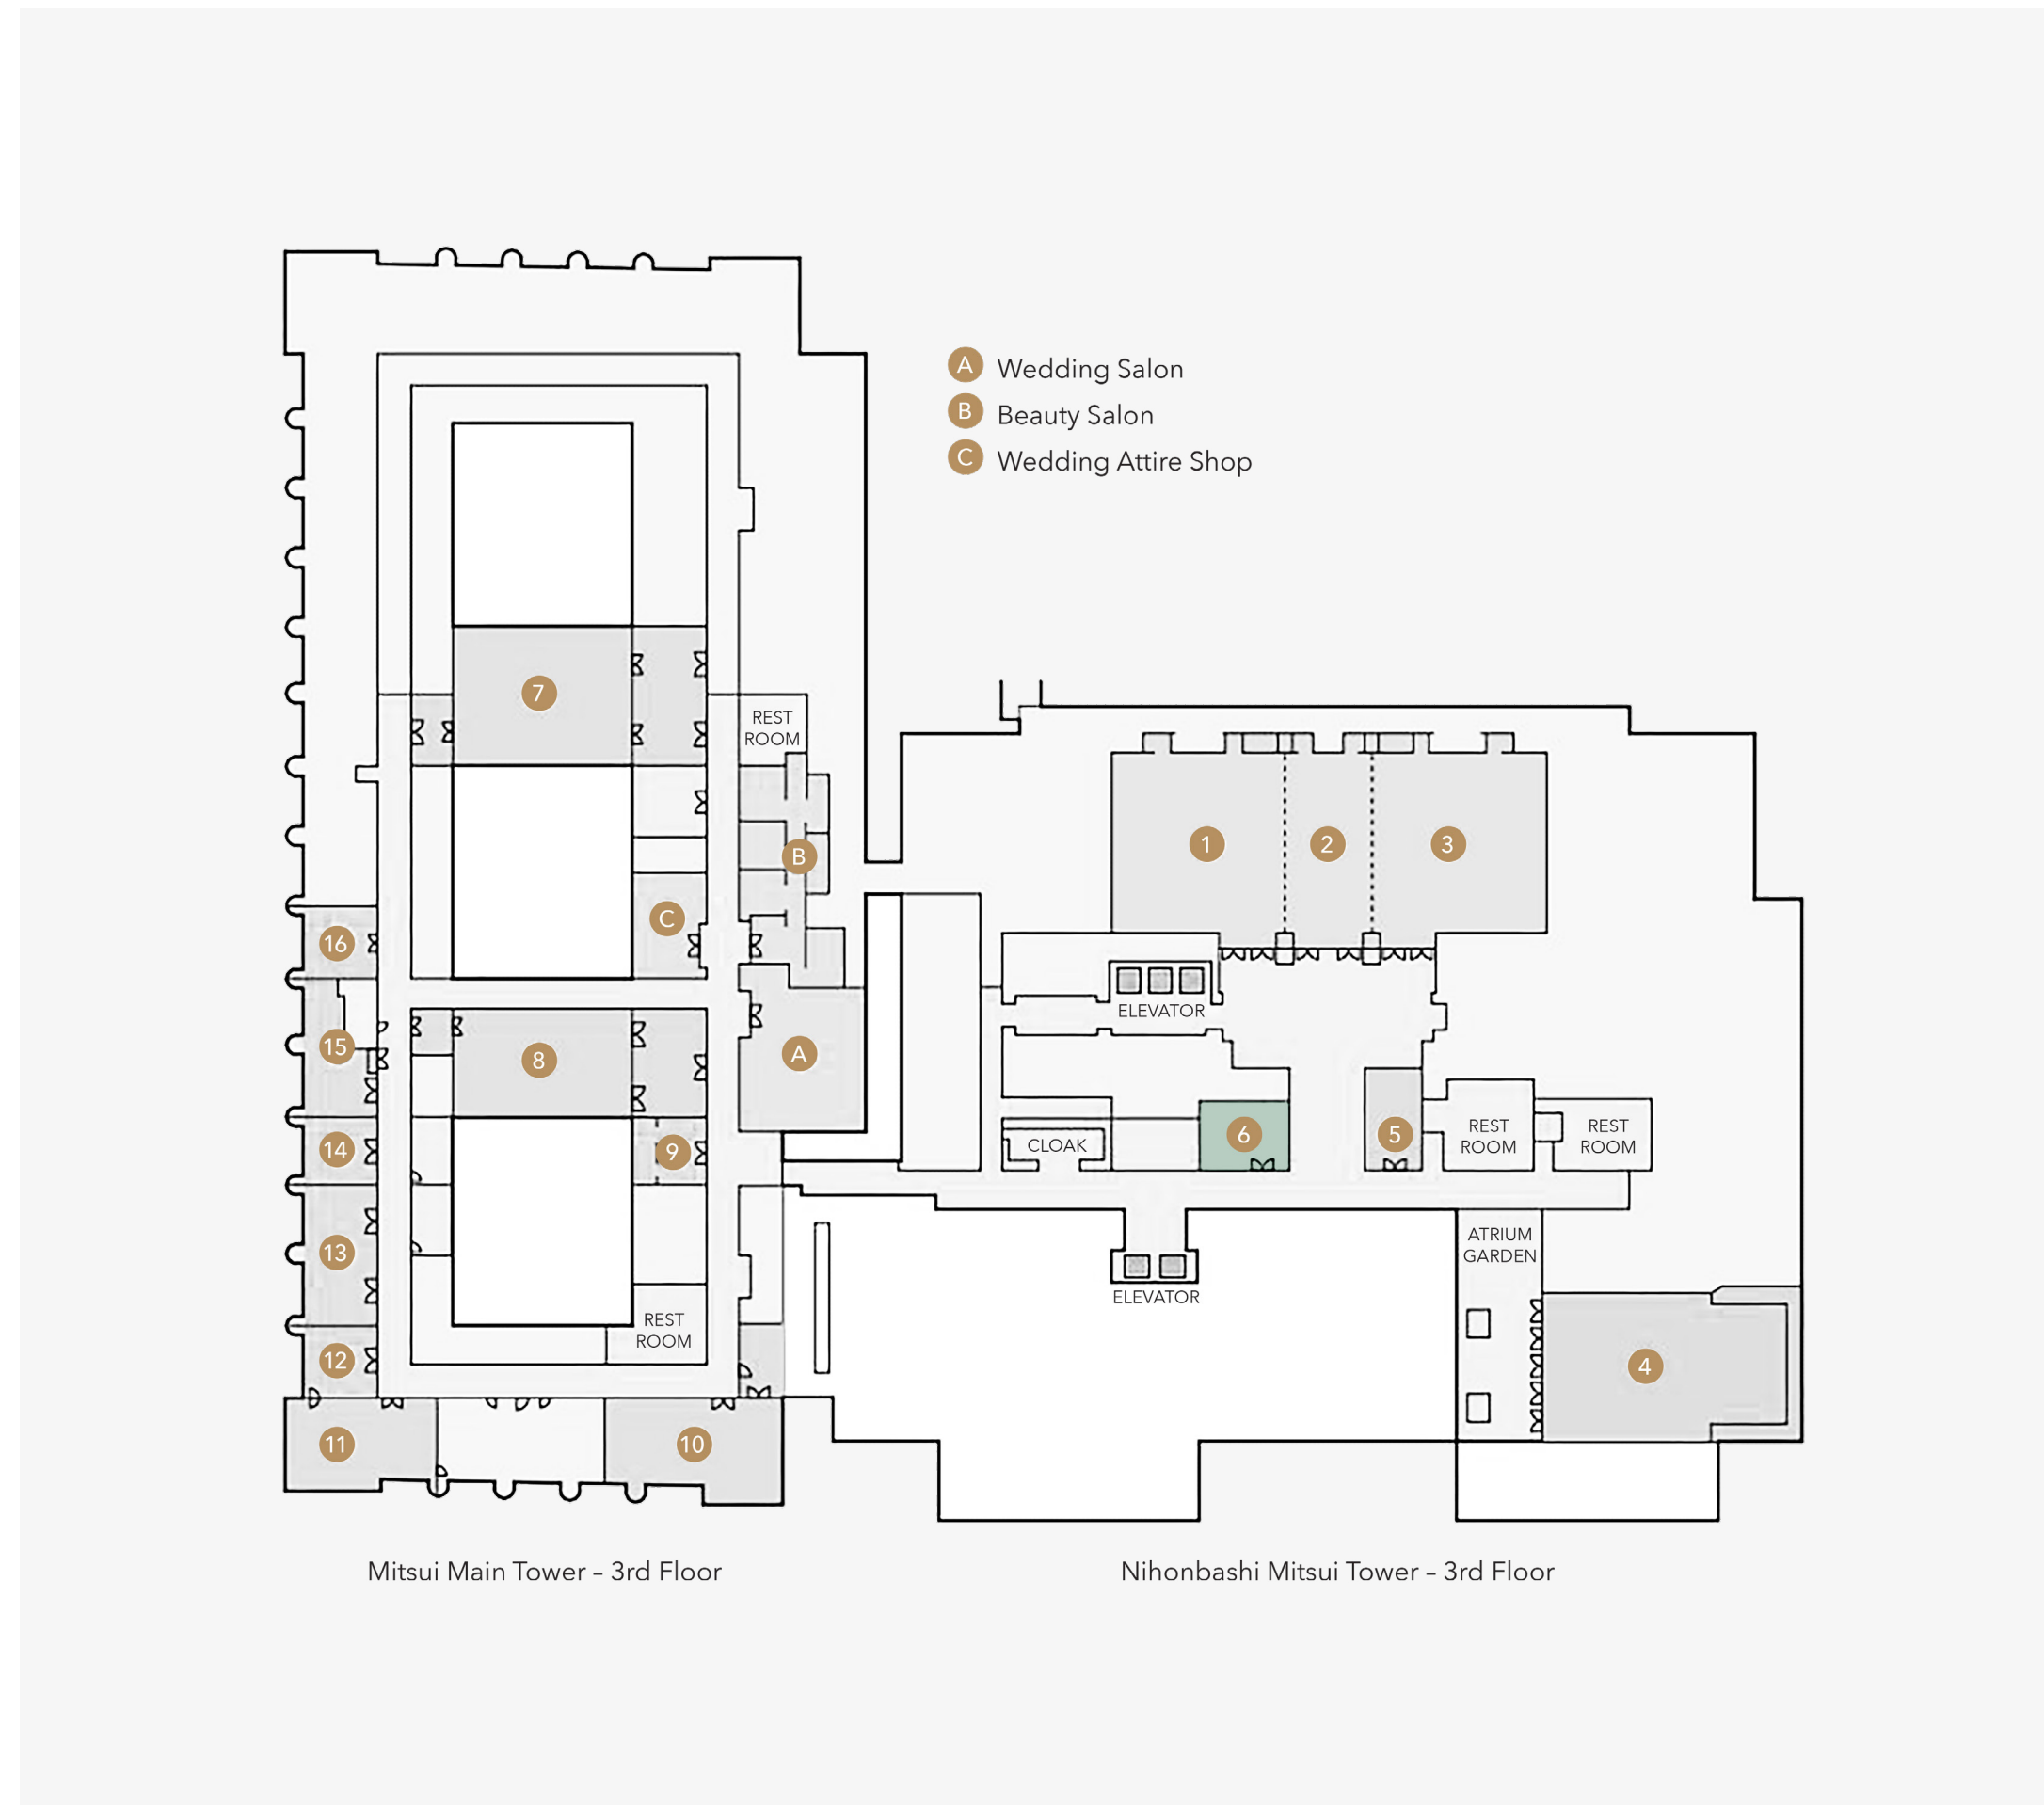 A Wedding Salon
B Beauty Salon
C Wedding Attire Shop
7
REST
ROOM
B
C
16
15
8
A
14
9
13
REST
ROOM
12
11
10
1
2
3
ELEVATOR
CLOAK
6
5
REST
ROOM
REST
ROOM
ATRIUM
GARDEN
ELEVATOR
4
Mitsui Main Tower – 3rd Floor
Nihonbashi Mitsui Tower – 3rd Floor